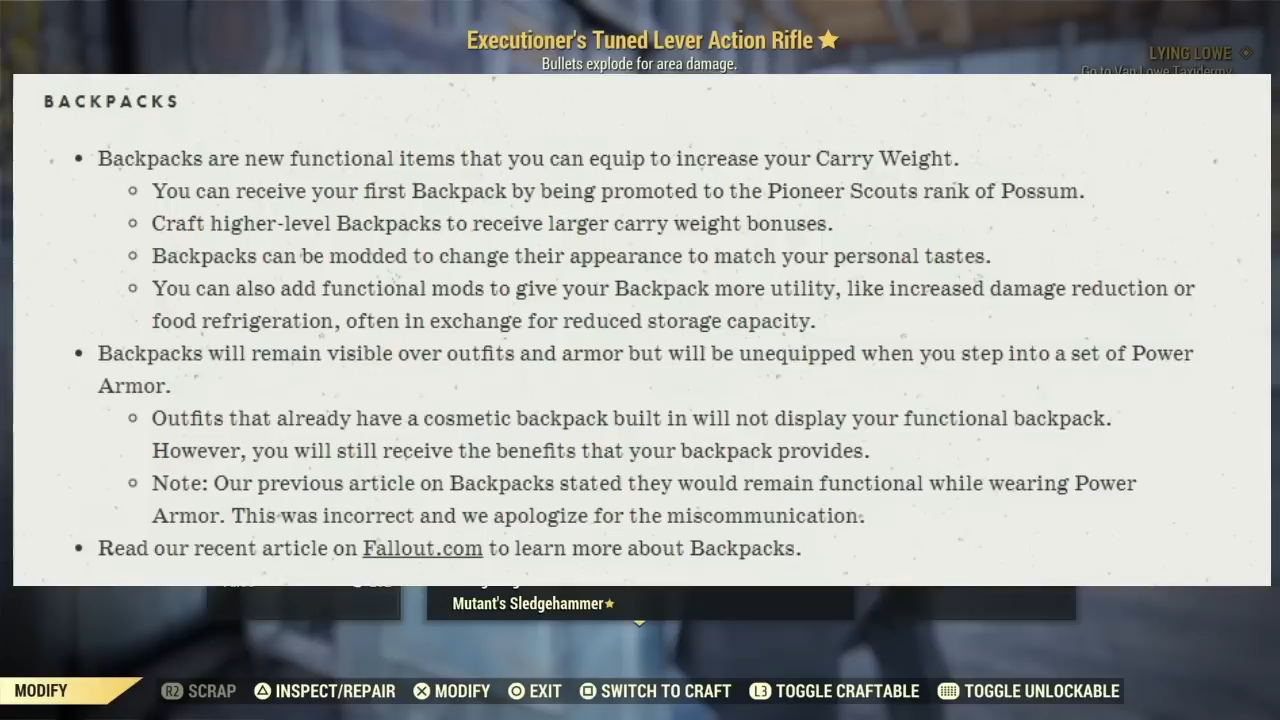 Executioner's Tuned Lever Action Rifle
Bullets explode for area damage.
LYING LOWE
Go to Van Lowe Taxidermy
BACKPACKS
• Backpacks are new functional items that you can equip to increase your Carry Weight.
◦ You can receive your first Backpack by being promoted to the Pioneer Scouts rank of Possum.
◦ Craft higher-level Backpacks to receive larger carry weight bonuses.
◦ Backpacks can be modded to change their appearance to match your personal tastes.
◦ You can also add functional mods to give your Backpack more utility, like increased damage reduction or
food refrigeration, often in exchange for reduced storage capacity.
• Backpacks will remain visible over outfits and armor but will be unequipped when you step into a set of Power
Armor.
◦ Outfits that already have a cosmetic backpack built in will not display your functional backpack.
However, you will still receive the benefits that your backpack provides.
◦ Note: Our previous article on Backpacks stated they would remain functional while wearing Power
Armor. This was incorrect and we apologize for the miscommunication.
• Read our recent article on Fallout.com to learn more about Backpacks.
Mutant's Sledgehammer
MODIFY
R2 SCRAP INSPECT/REPAIR MODIFY EXIT SWITCH TO CRAFT L3 TOGGLE CRAFTABLE TOGGLE UNLOCKABLE